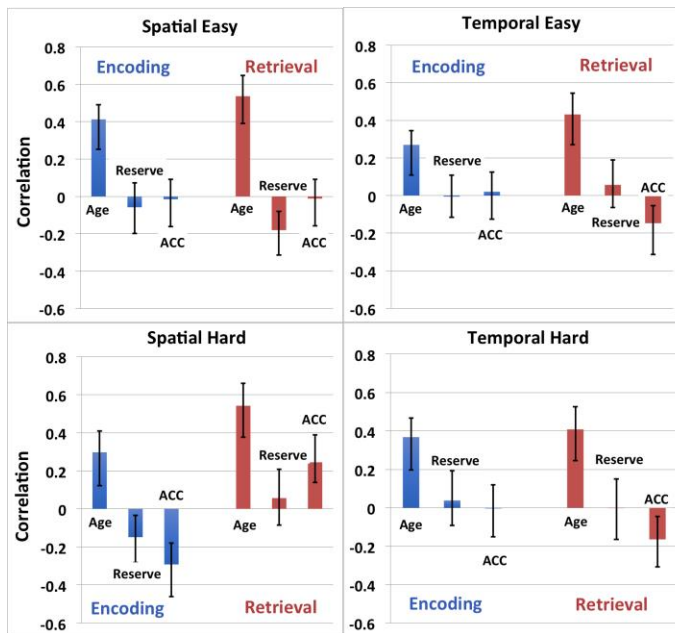 Spatial Easy
0.8
0.6
0.4
0.2
0
-0.2
-0.4
-0.6
Correlation
Encoding
Retrieval
Age
Reserve
ACC
Age
Reserve
ACC
Temporal Easy
0.8
0.6
0.4
0.2
0
-0.2
-0.4
-0.6
Encoding
Retrieval
Age
Reserve
ACC
Age
Reserve
ACC
Spatial Hard
0.8
0.6
0.4
0.2
0
-0.2
-0.4
-0.6
Correlation
Age
Reserve
ACC
Age
Reserve
ACC
Encoding
Retrieval
Temporal Hard
0.8
0.6
0.4
0.2
0
-0.2
-0.4
-0.6
Age
Reserve
ACC
Age
Reserve
ACC
Encoding
Retrieval